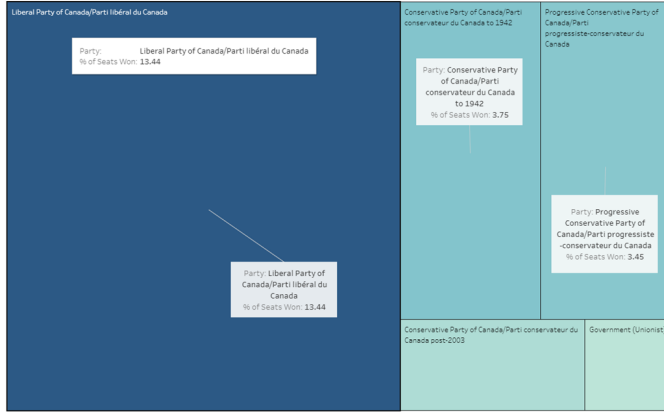 Liberal Party of Canada/Parti libéral du Canada
Party: Liberal Party of Canada/Parti libéral du Canada
% of Seats Won: 13.44
Party: Liberal Party of
Canada/Parti libéral du
Canada
% of Seats Won: 13.44
Conservative Party of Canada/Parti
conservateur du Canada to 1942
Party: Conservative Party
of Canada/Parti
conservateur du Canada
to 1942
% of Seats Won: 3.75
Progressive Conservative Party of
Canada/Parti
progressiste-conservateur du
Canada
Party: Progressive
Conservative Party of
Canada/Parti progressiste
-conservateur du Canada
% of Seats Won: 3.45
Conservative Party of Canada/Parti conservateur du
Canada post-2003
Government (Unionist)